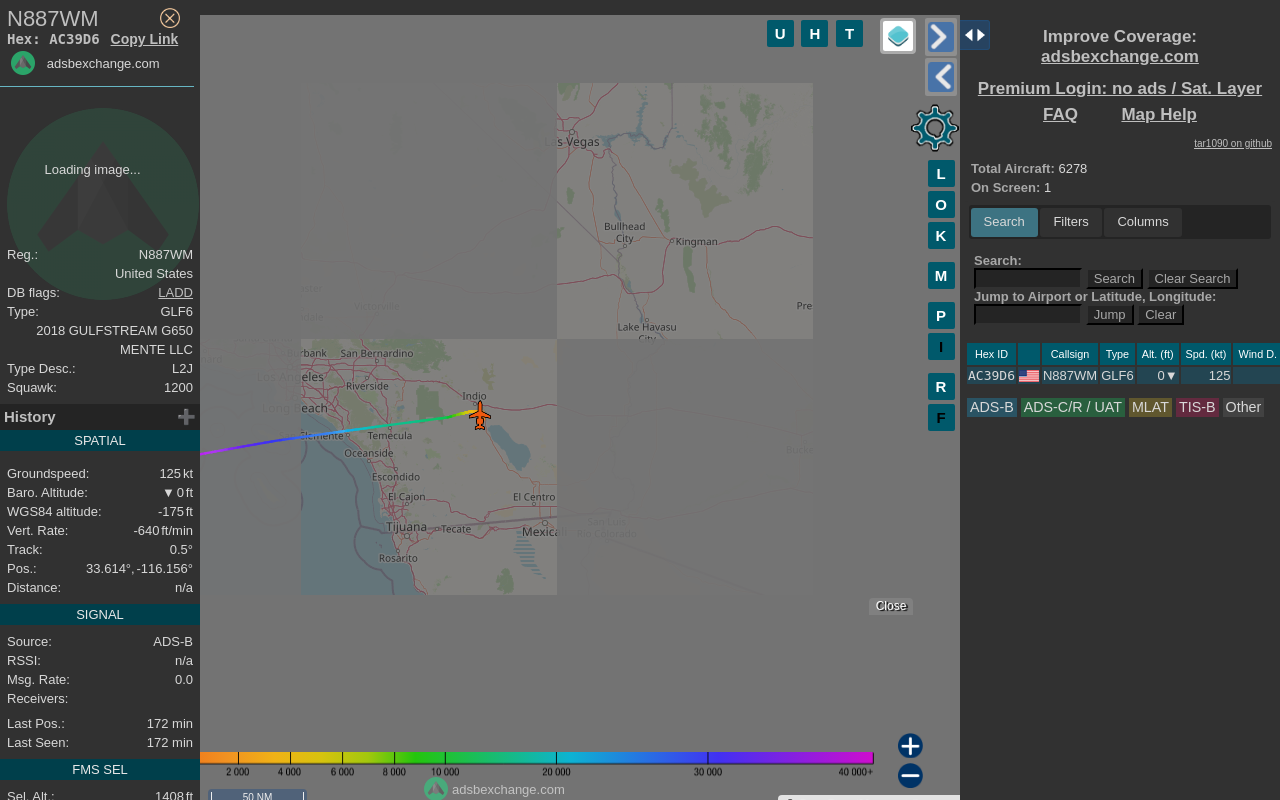 N887WM
Hex: AC39D6 Copy Link
adsbexchange.com
Loading image...
Reg.: N887WM
United States
DB flags: LADD
Type: GLF6
2018 GULFSTREAM G650
MENTE LLC
Type Desc.: L2J
Squawk: 1200
History
SPATIAL
Groundspeed: 125 kt
Baro. Altitude: ▼ 0 ft
WGS84 altitude: -175 ft
Vert. Rate: -640 ft/min
Track: 0.5°
Pos.: 33.614°, -116.156°
Distance: n/a
SIGNAL
Source: ADS-B
RSSI: n/a
Msg. Rate: 0.0
Receivers:
Last Pos.: 172 min
Last Seen: 172 min
FMS SEL
Sel. Alt.: 1408 ft
U H T
L
O
K
M
P
I
R
F
Las Vegas
Bullhead
City
Kingman
Pre
Lake Havasu
City
Victorville
Burbank
San Bernardino
Los Angeles
Riverside
Long Beach
Indio
Clemente
Temecula
Oceanside
Escondido
El Cajon
El Centro
Tijuana
Tecate
Mexica
San Luis
Río Colorado
Rosarito
Bucke
Close
2 000 4 000 6 000 8 000 10 000 20 000 30 000 40 000+
adsbexchange.com
50 NM
Improve Coverage:
adsbexchange.com
Premium Login: no ads / Sat. Layer
FAQ Map Help
tar1090 on github
Total Aircraft: 6278
On Screen: 1
Search Filters Columns
Search:
Search Clear Search
Jump to Airport or Latitude, Longitude:
Jump Clear
Hex ID Callsign Type Alt. (ft) Spd. (kt) Wind D.
AC39D6 N887WM GLF6 0▼ 125
ADS-B ADS-C/R / UAT MLAT TIS-B Other